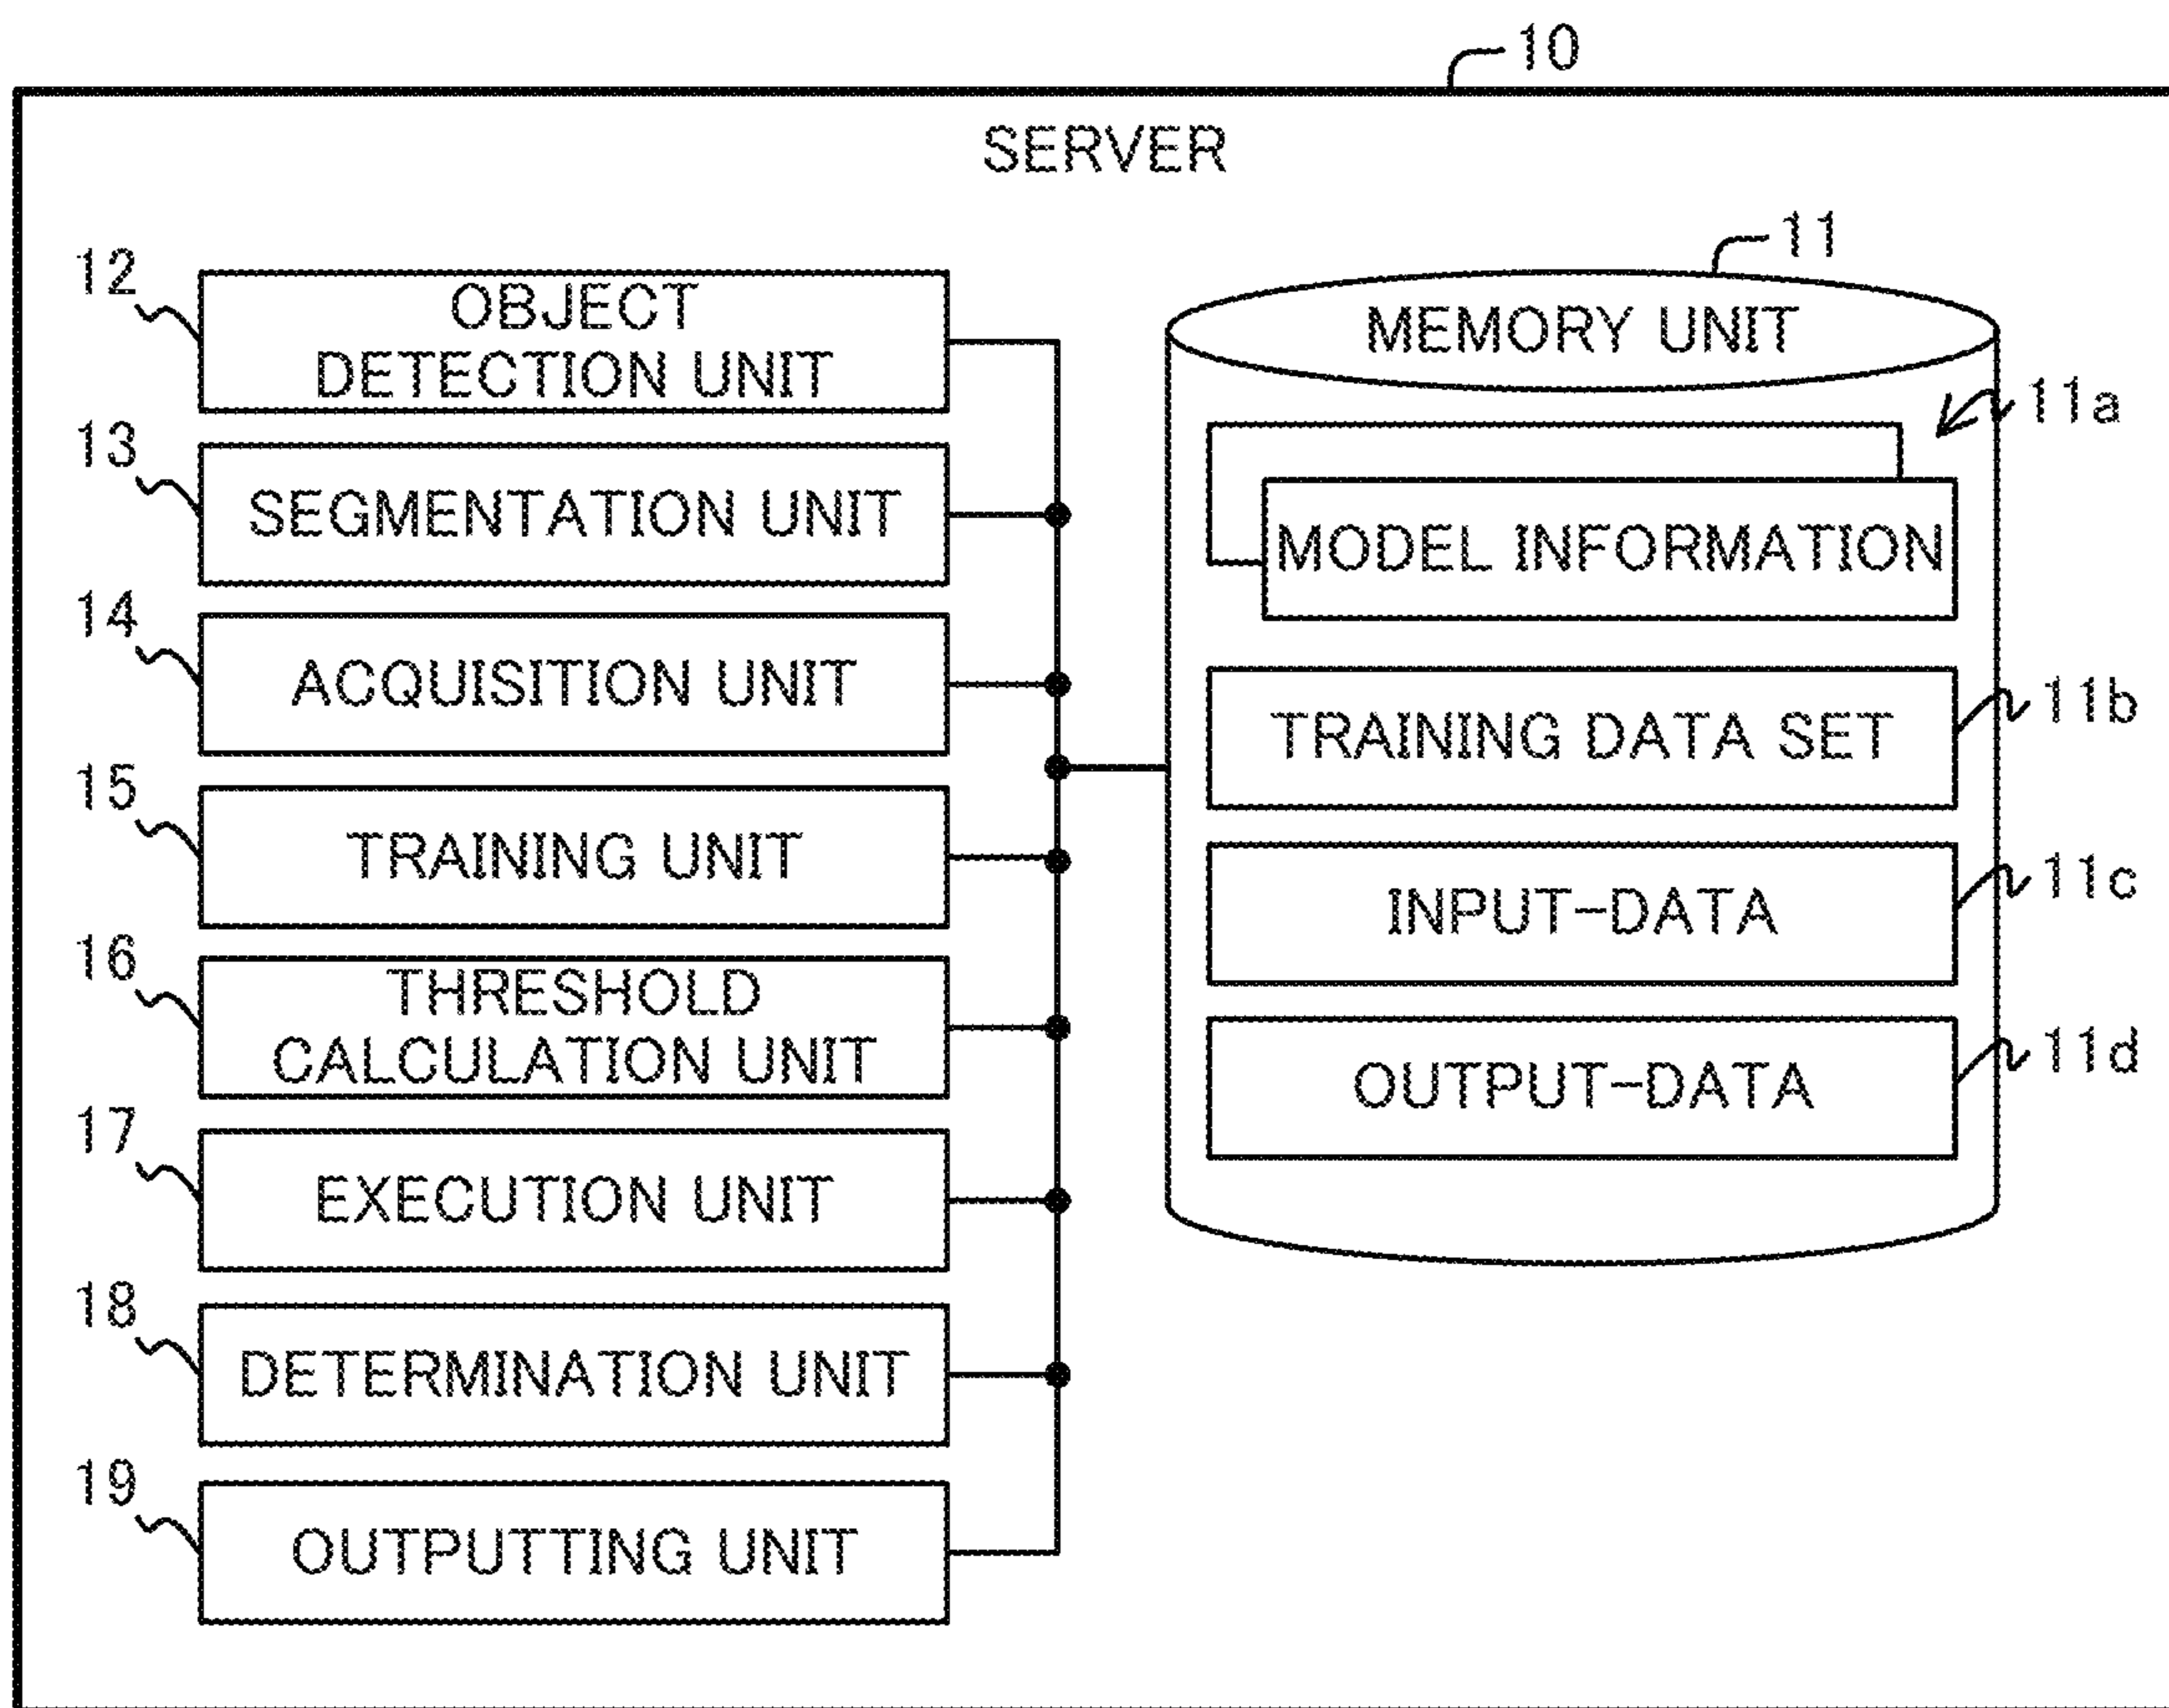 10
SERVER
12
OBJECT
DETECTION UNIT
13
SEGMENTATION UNIT
14
ACQUISITION UNIT
15
TRAINING UNIT
16
THRESHOLD
CALCULATION UNIT
17
EXECUTION UNIT
18
DETERMINATION UNIT
19
OUTPUTTING UNIT
11
MEMORY UNIT
11a
MODEL INFORMATION
11b
TRAINING DATA SET
11c
INPUT-DATA
11d
OUTPUT-DATA